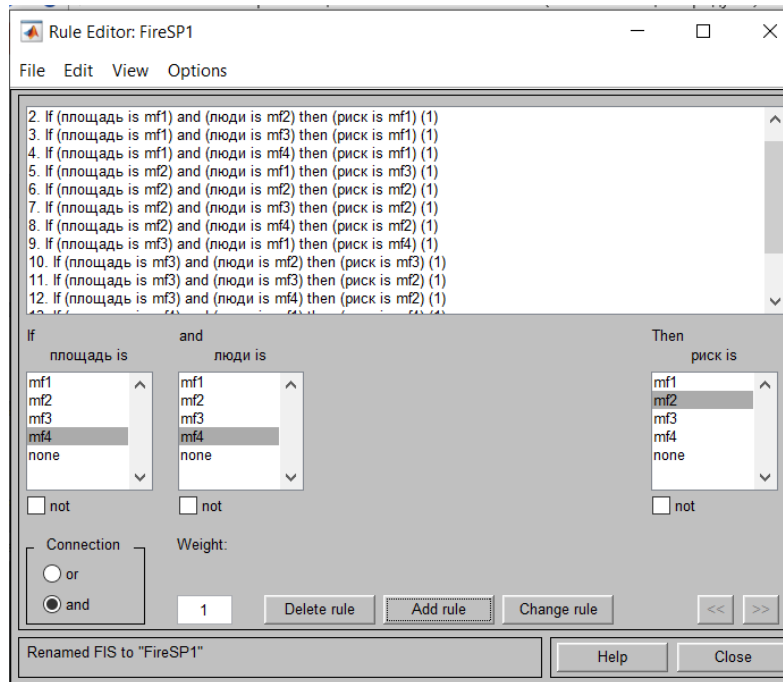 Rule Editor: FireSP1
File Edit View Options
2. If (площадь is mf1) and (люди is mf2) then (риск is mf1) (1)
3. If (площадь is mf1) and (люди is mf3) then (риск is mf1) (1)
4. If (площадь is mf1) and (люди is mf4) then (риск is mf1) (1)
5. If (площадь is mf2) and (люди is mf1) then (риск is mf3) (1)
6. If (площадь is mf2) and (люди is mf2) then (риск is mf2) (1)
7. If (площадь is mf2) and (люди is mf3) then (риск is mf2) (1)
8. If (площадь is mf2) and (люди is mf4) then (риск is mf2) (1)
9. If (площадь is mf3) and (люди is mf1) then (риск is mf4) (1)
10. If (площадь is mf3) and (люди is mf2) then (риск is mf3) (1)
11. If (площадь is mf3) and (люди is mf3) then (риск is mf2) (1)
12. If (площадь is mf3) and (люди is mf4) then (риск is mf2) (1)
If and Then
площадь is люди is риск is
mf1 mf1 mf1
mf2 mf2 mf2
mf3 mf3 mf3
mf4 mf4 mf4
none none none
not not not
Connection Weight:
or
and 1 Delete rule Add rule Change rule << >>
Renamed FIS to "FireSP1" Help Close